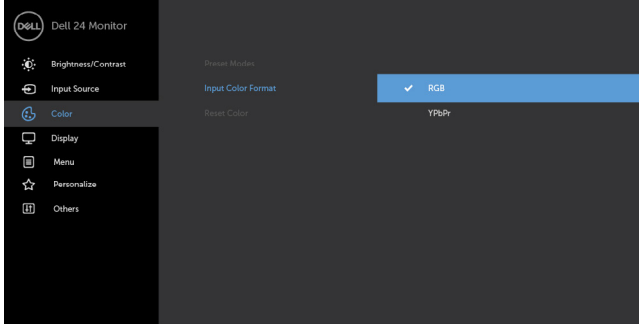 DELL Dell 24 Monitor
Brightness/Contrast
Input Source
Color
Display
Menu
Personalize
Others
Preset Modes
Input Color Format
Reset Color
RGB
YPbPr